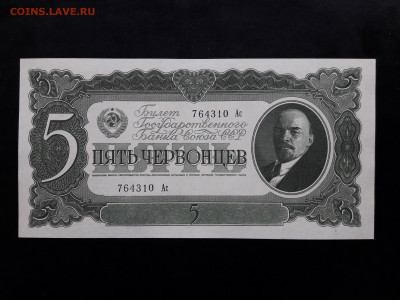 COINS.LAVE.RU
Билет
764310 Ас
Государственного
Банка Союза ССР
5
ПЯТЬ ЧЕРВОНЦЕВ
764310 Ас
5